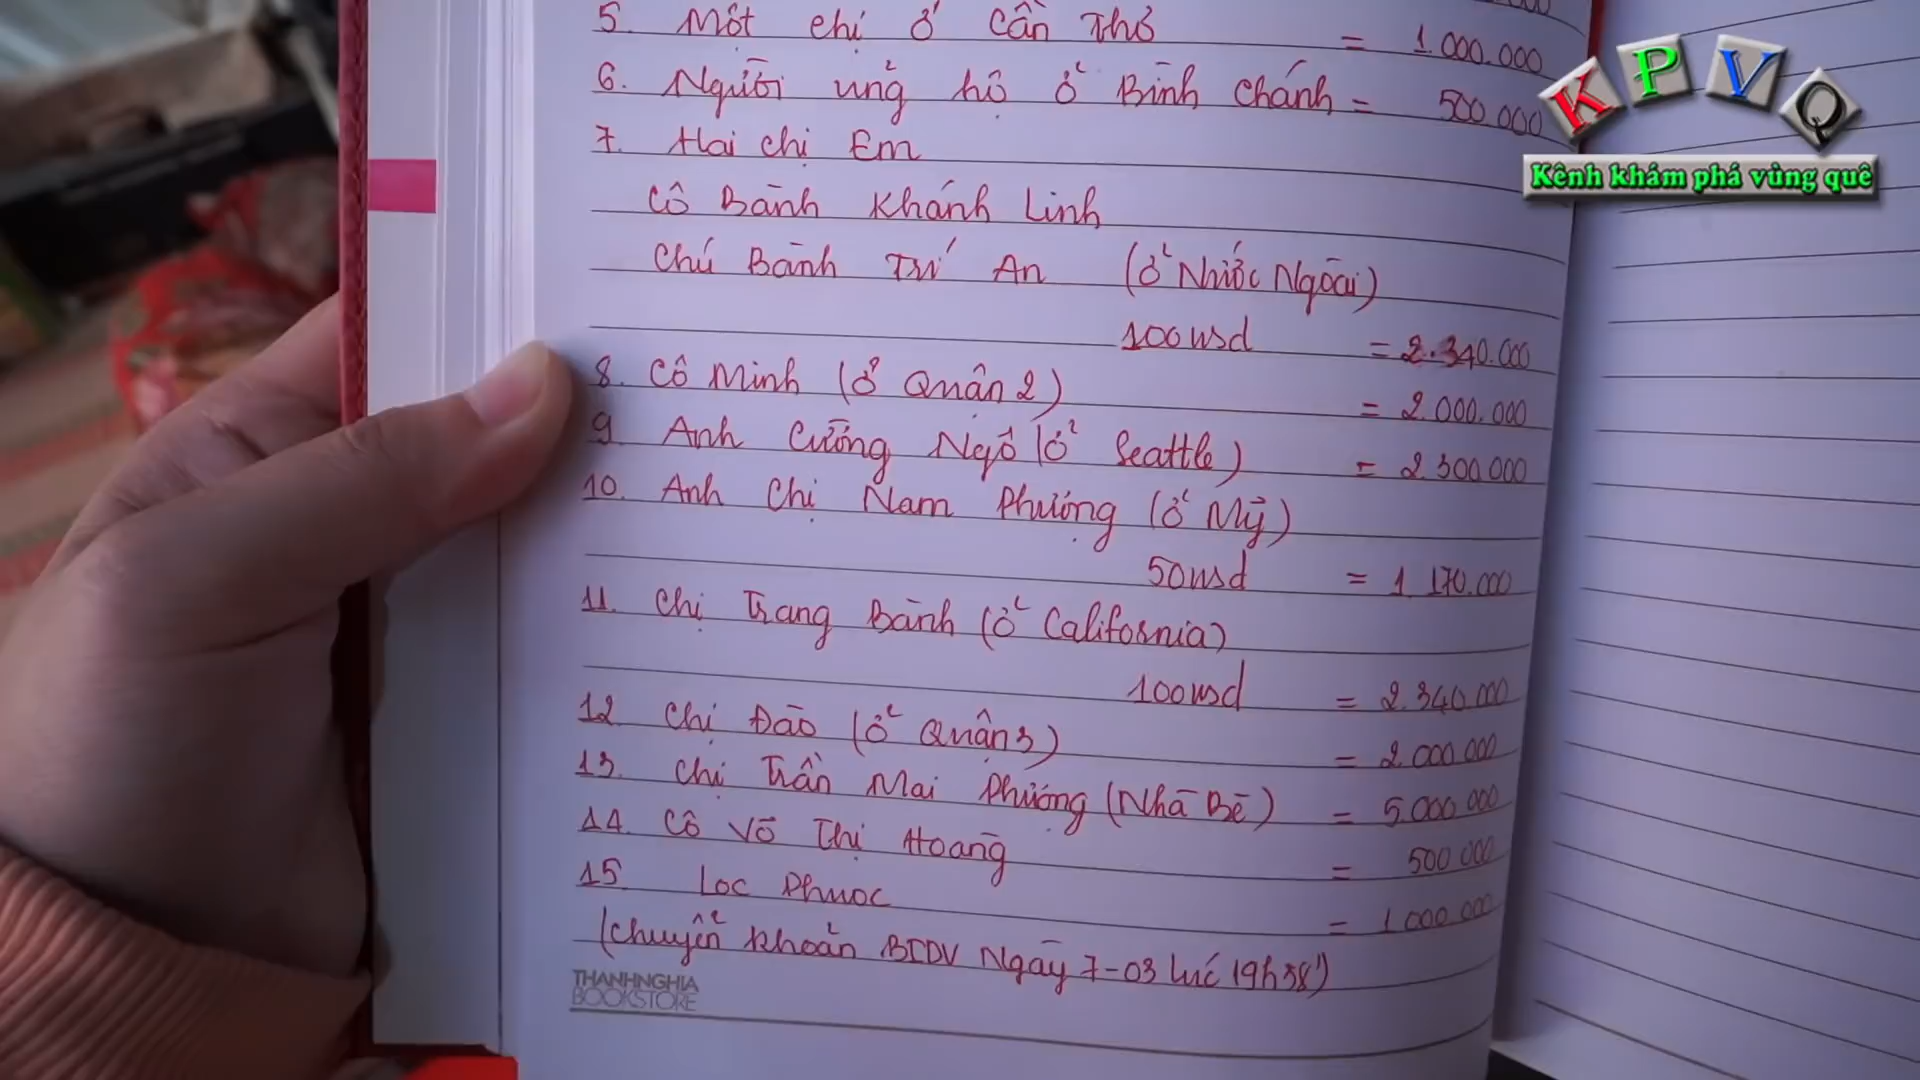 5. Một chị ở Cần Thơ = 1.000.000
6. Người ủng hộ ở Bình Chánh = 500.000
7. Hai chị Em
Cô Bành Khánh Linh
Chú Bành Trí An (ở Nước Ngoài)
100usd = 2.340.000
8. Cô Minh (ở Quận 2) = 2.000.000
9. Anh Cường Ngô (ở Seattle) = 2.300.000
10. Anh Chị Nam Phượng (ở Mỹ)
50usd = 1.170.000
11. Chị Trang Bành (ở California)
100usd = 2.340.000
12. Chị Đào (ở Quận 3) = 2.000.000
13. Chị Trần Mai Phương (Nhà Bè) = 5.000.000
14. Cô Võ Thị Hoàng = 500.000
15. Loc Phuoc = 1.000.000
(Chuyển khoản BIDV Ngày 7-03 lúc 19h38')
THANHNGHIA
BOOKSTORE
KPVQ
Kênh khám phá vùng quê